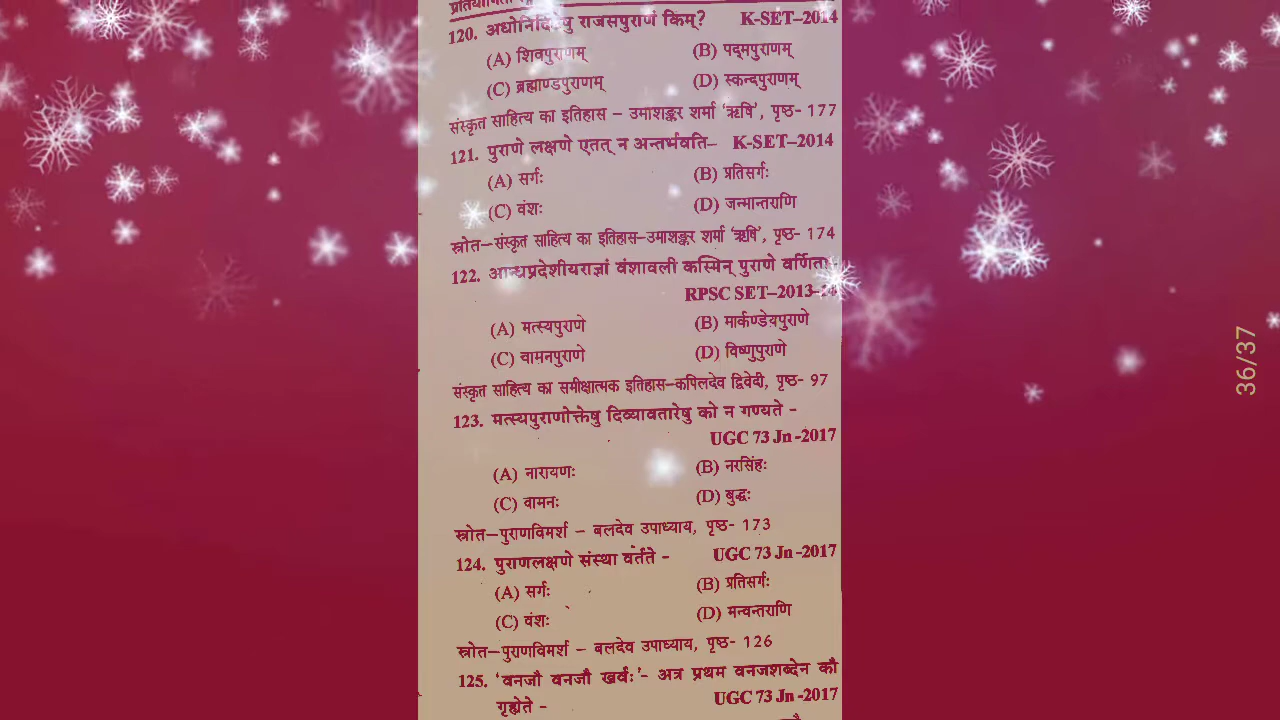 120. अधोनिर्दि पु राजसपुराणं किम्? K-SET–2014
(A) शिवपुराणम् (B) पद्मपुराणम्
(C) ब्रह्माण्डपुराणम् (D) स्कन्दपुराणम्
संस्कृत साहित्य का इतिहास – उमाशङ्कर शर्मा ‘ऋषि’, पृष्ठ- 177
121. पुराणे लक्षणे एतत् न अन्तर्भवति– K-SET–2014
(A) सर्गः (B) प्रतिसर्गः
(C) वंशः (D) जन्मान्तराणि
स्रोत–संस्कृत साहित्य का इतिहास–उमाशङ्कर शर्मा ‘ऋषि’, पृष्ठ- 174
122. आन्ध्रप्रदेशीयराज्ञां वंशावली कस्मिन् पुराणे वर्णिता-
RPSC SET–2013-14
(A) मत्स्यपुराणे (B) मार्कण्डेयपुराणे
(C) वामनपुराणे (D) विष्णुपुराणे
संस्कृत साहित्य का समीक्षात्मक इतिहास–कपिलदेव द्विवेदी, पृष्ठ- 97
123. मत्स्यपुराणोक्तेषु दिव्यावतारेषु को न गण्यते -
UGC 73 Jn -2017
(A) नारायणः (B) नरसिंहः
(C) वामनः (D) बुद्धः
स्रोत–पुराणविमर्श – बलदेव उपाध्याय, पृष्ठ- 173
124. पुराणलक्षणे संस्था वर्तते - UGC 73 Jn -2017
(A) सर्गः (B) प्रतिसर्गः
(C) वंशः (D) मन्वन्तराणि
स्रोत–पुराणविमर्श – बलदेव उपाध्याय, पृष्ठ- 126
125. ‘वनजौ वनजौ खर्वः’- अत्र प्रथम वनजशब्देन कौ
गृह्येते - UGC 73 Jn -2017
36/37